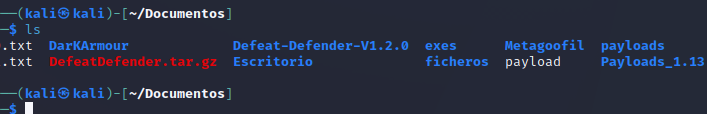 ──(kali㉿kali)-[~/Documentos]
─$ ls
.txt DarKArmour Defeat-Defender-V1.2.0 exes Metagoofil payloads
.txt DefeatDefender.tar.gz Escritorio ficheros payload Payloads_1.13
──(kali㉿kali)-[~/Documentos]
─$